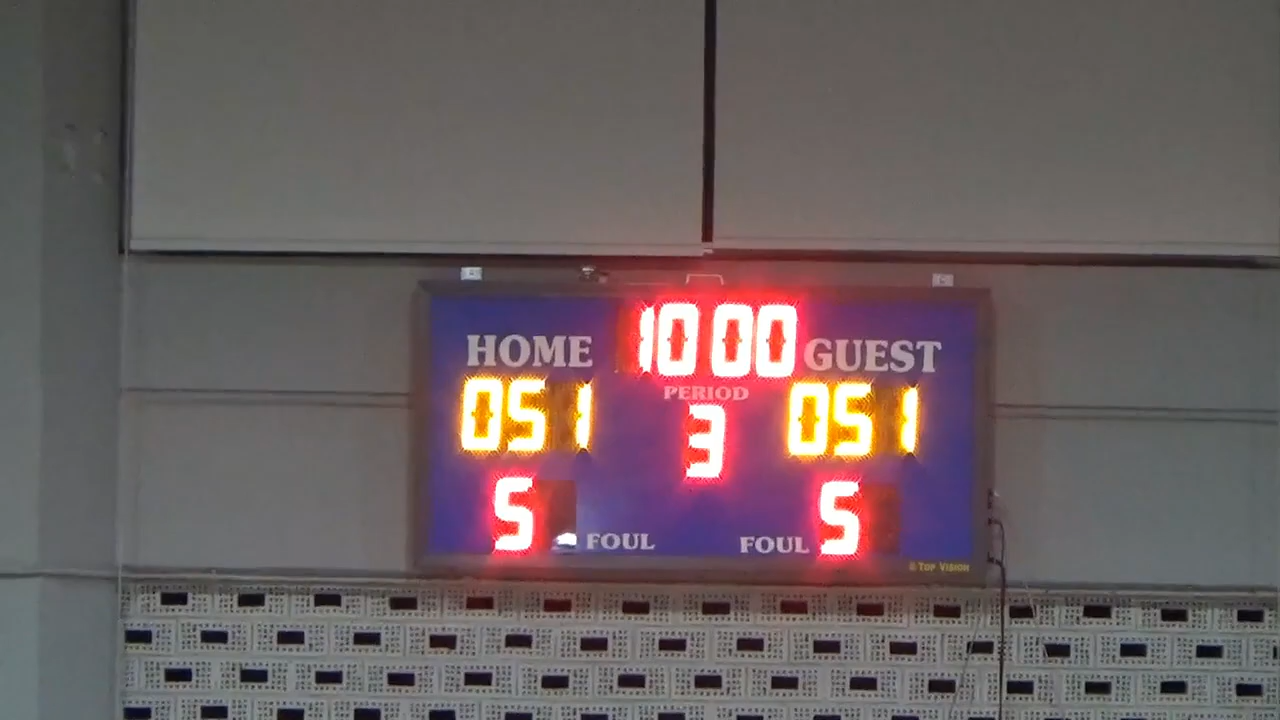 HOME 10 00 GUEST
051 PERIOD 051
3
5 FOUL FOUL 5
TOP VISION